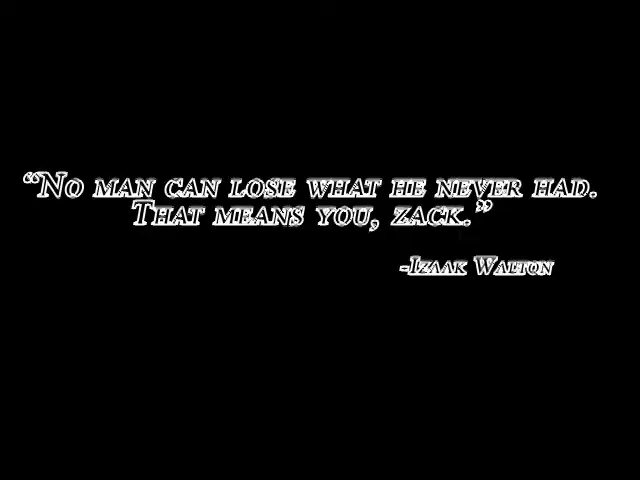 “No man can lose what he never had.
That means you, zack.”
-Izaak Walton